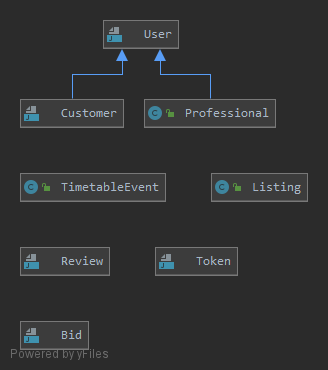 User
Customer
Professional
TimetableEvent
Listing
Review
Token
Bid
Powered by yFiles